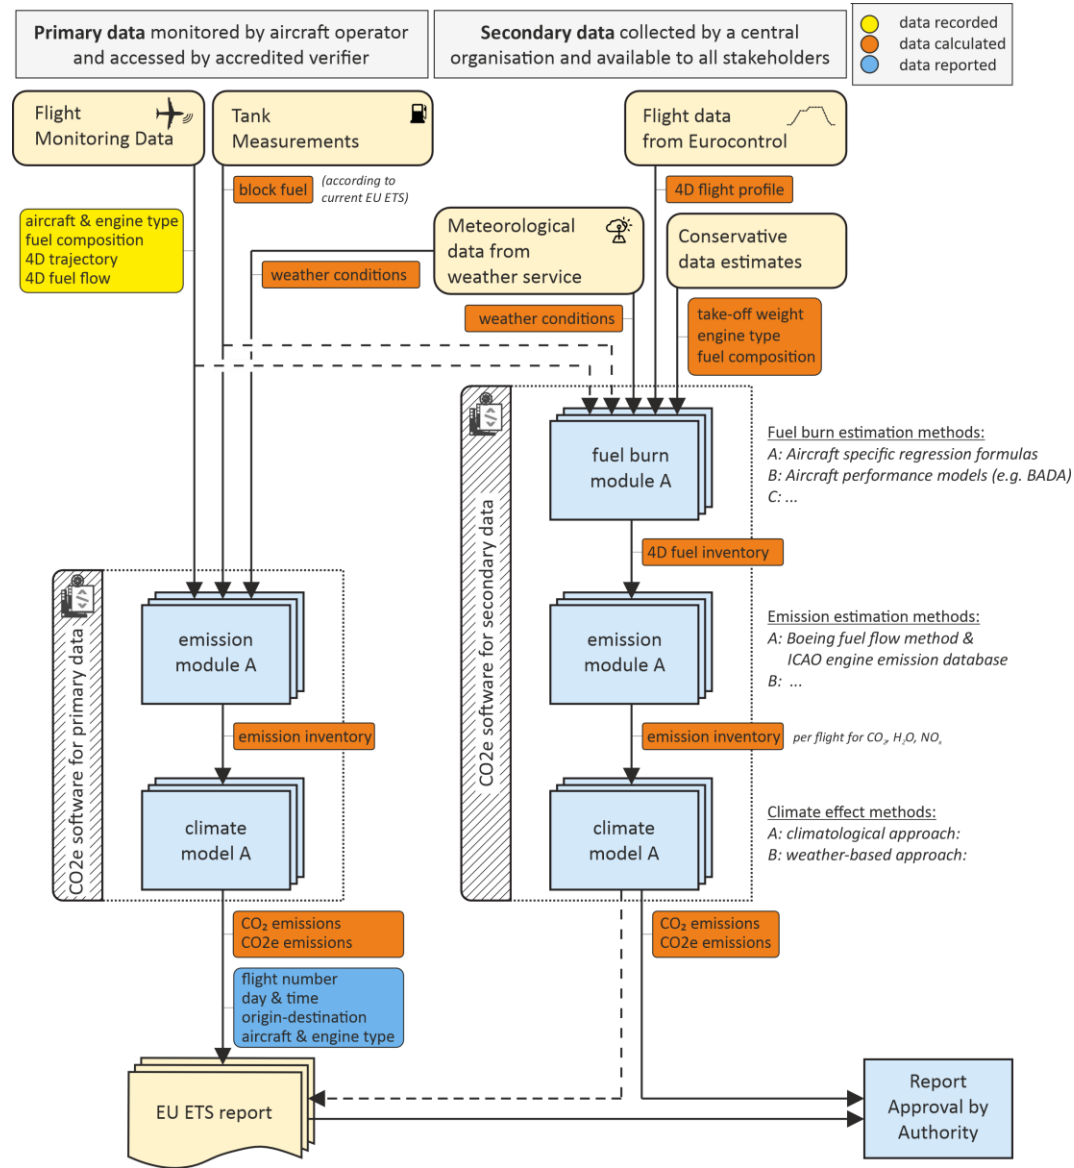 Primary data monitored by aircraft operator
and accessed by accredited verifier
Secondary data collected by a central
organisation and available to all stakeholders
data recorded
data calculated
data reported
Flight
Monitoring Data
Tank
Measurements
Flight data
from Eurocontrol
block fuel
(according to
current EU ETS)
4D flight profile
aircraft & engine type
fuel composition
4D trajectory
4D fuel flow
Meteorological
data from
weather service
Conservative
data estimates
weather conditions
weather conditions
take-off weight
engine type
fuel composition
CO2e software for secondary data
fuel burn
module A
Fuel burn estimation methods:
A: Aircraft specific regression formulas
B: Aircraft performance models (e.g. BADA)
C: ...
4D fuel inventory
CO2e software for primary data
emission
module A
emission
module A
Emission estimation methods:
A: Boeing fuel flow method &
ICAO engine emission database
B: ...
emission inventory
emission inventory
per flight for CO₂, H₂O, NOₓ
climate
model A
climate
model A
Climate effect methods:
A: climatological approach:
B: weather-based approach:
CO₂ emissions
CO2e emissions
CO₂ emissions
CO2e emissions
flight number
day & time
origin-destination
aircraft & engine type
EU ETS report
Report
Approval by
Authority